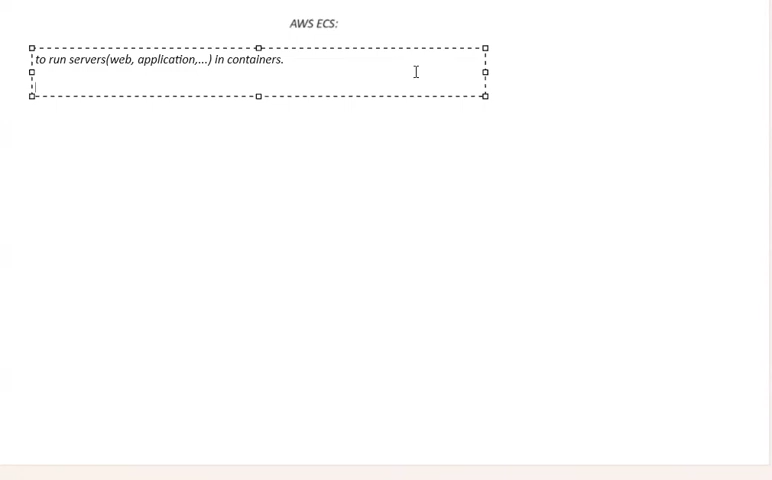 AWS ECS:
to run servers(web, application,...) in containers.